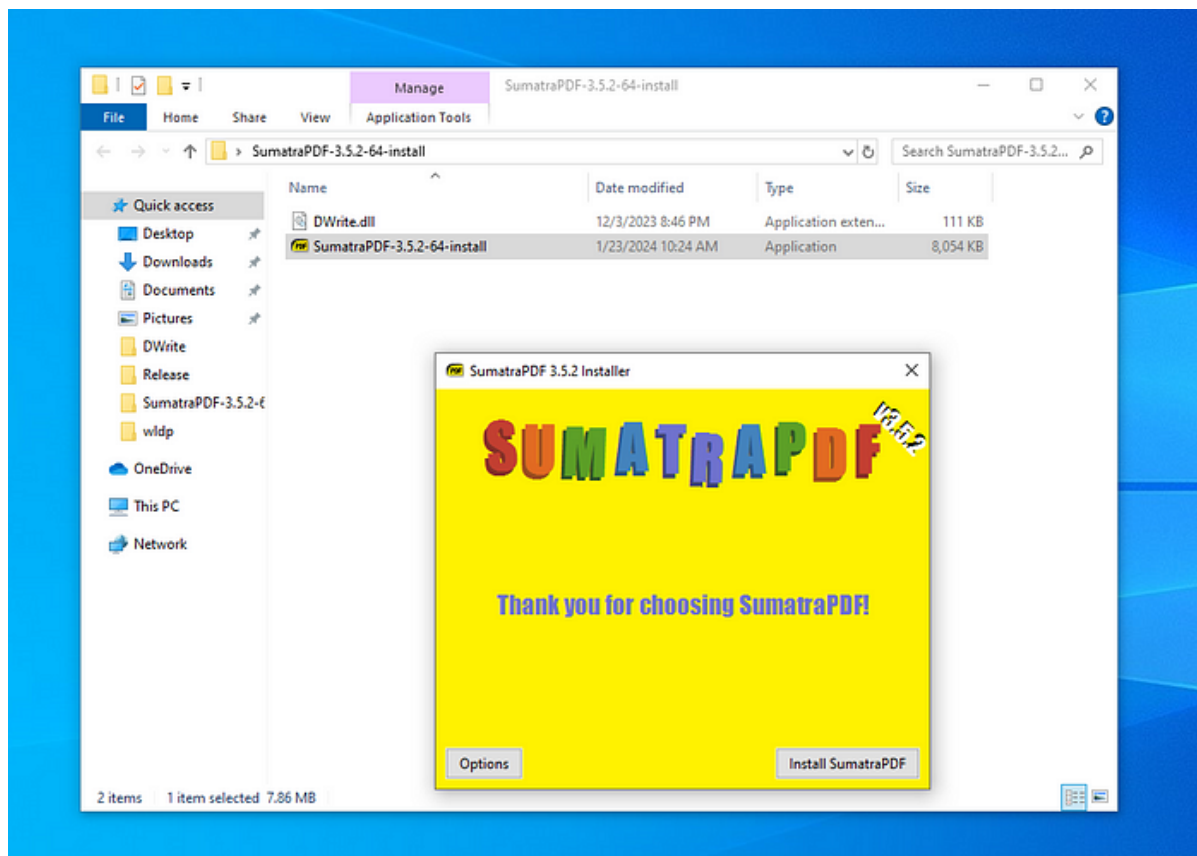 Manage SumatraPDF-3.5.2-64-install
File Home Share View Application Tools
SumatraPDF-3.5.2-64-install Search SumatraPDF-3.5.2...
Name Date modified Type Size
Quick access
DWrite.dll 12/3/2023 8:46 PM Application exten... 111 KB
Desktop
SumatraPDF-3.5.2-64-install 1/23/2024 10:24 AM Application 8,054 KB
Downloads
Documents
Pictures
DWrite
Release
SumatraPDF-3.5.2-6
wldp
OneDrive
This PC
Network
SumatraPDF 3.5.2 Installer
SUMATRAPDF v3.5.2
Thank you for choosing SumatraPDF!
Options Install SumatraPDF
2 items 1 item selected 7.86 MB